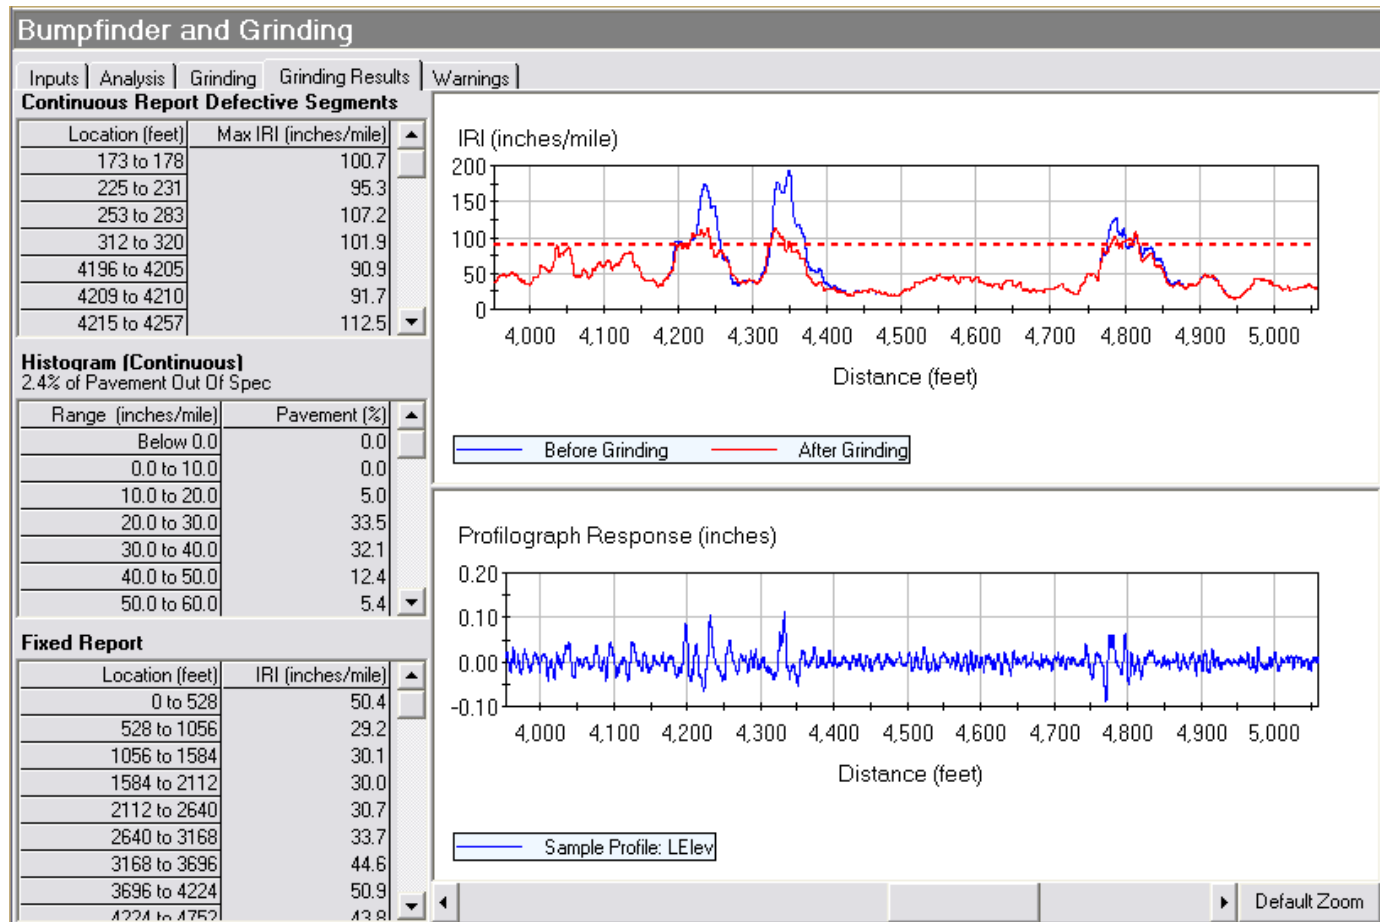 Bumpfinder and Grinding
Inputs Analysis Grinding Grinding Results Warnings
Continuous Report Defective Segments
Location (feet) Max IRI (inches/mile)
173 to 178 100.7
225 to 231 95.3
253 to 283 107.2
312 to 320 101.9
4196 to 4205 90.9
4209 to 4210 91.7
4215 to 4257 112.5
Histogram (Continuous)
2.4% of Pavement Out Of Spec
Range (inches/mile) Pavement (%)
Below 0.0 0.0
0.0 to 10.0 0.0
10.0 to 20.0 5.0
20.0 to 30.0 33.5
30.0 to 40.0 32.1
40.0 to 50.0 12.4
50.0 to 60.0 5.4
Fixed Report
Location (feet) IRI (inches/mile)
0 to 528 50.4
528 to 1056 29.2
1056 to 1584 30.1
1584 to 2112 30.0
2112 to 2640 30.7
2640 to 3168 33.7
3168 to 3696 44.6
3696 to 4224 50.9
4224 to 4752 43.8
IRI (inches/mile)
200
150
100
50
0
4,000 4,100 4,200 4,300 4,400 4,500 4,600 4,700 4,800 4,900 5,000
Distance (feet)
Before Grinding After Grinding
Profilograph Response (inches)
0.20
0.10
0.00
-0.10
4,000 4,100 4,200 4,300 4,400 4,500 4,600 4,700 4,800 4,900 5,000
Distance (feet)
Sample Profile: LElev
Default Zoom